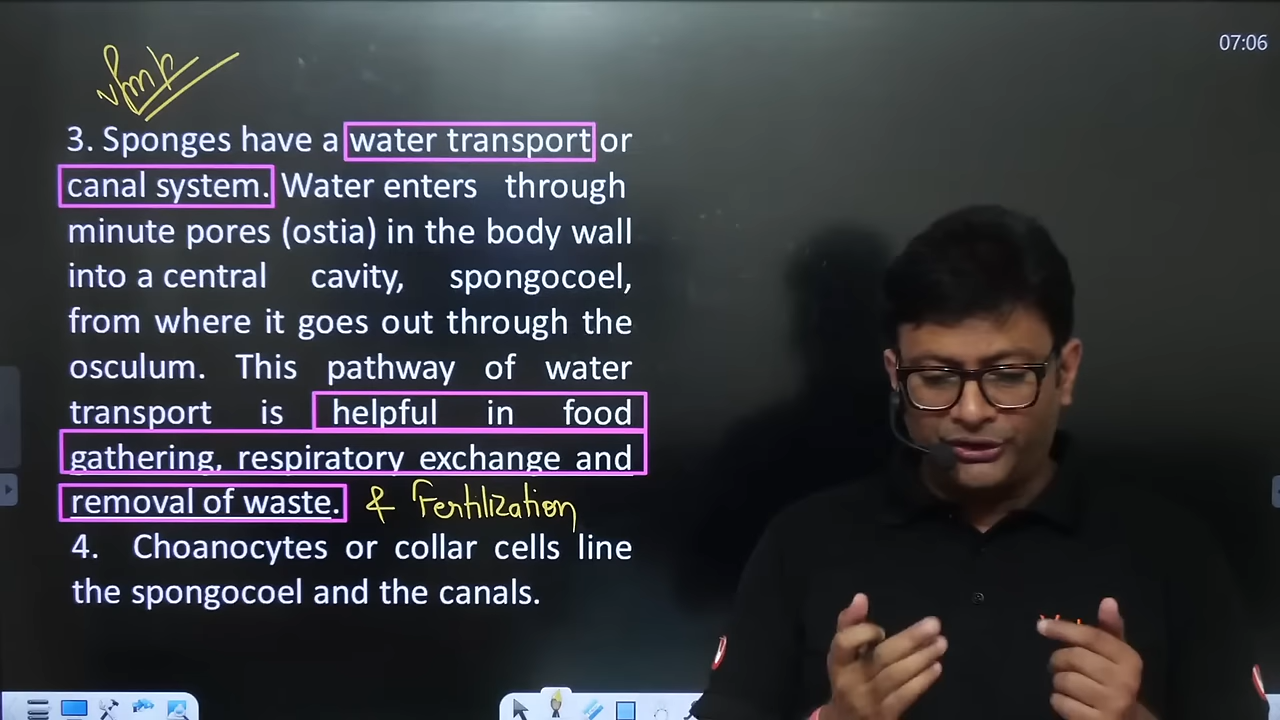 07:06
vImp
3. Sponges have a water transport or
canal system. Water enters through
minute pores (ostia) in the body wall
into a central cavity, spongocoel,
from where it goes out through the
osculum. This pathway of water
transport is helpful in food
gathering, respiratory exchange and
removal of waste. & Fertilization
4. Choanocytes or collar cells line
the spongocoel and the canals.